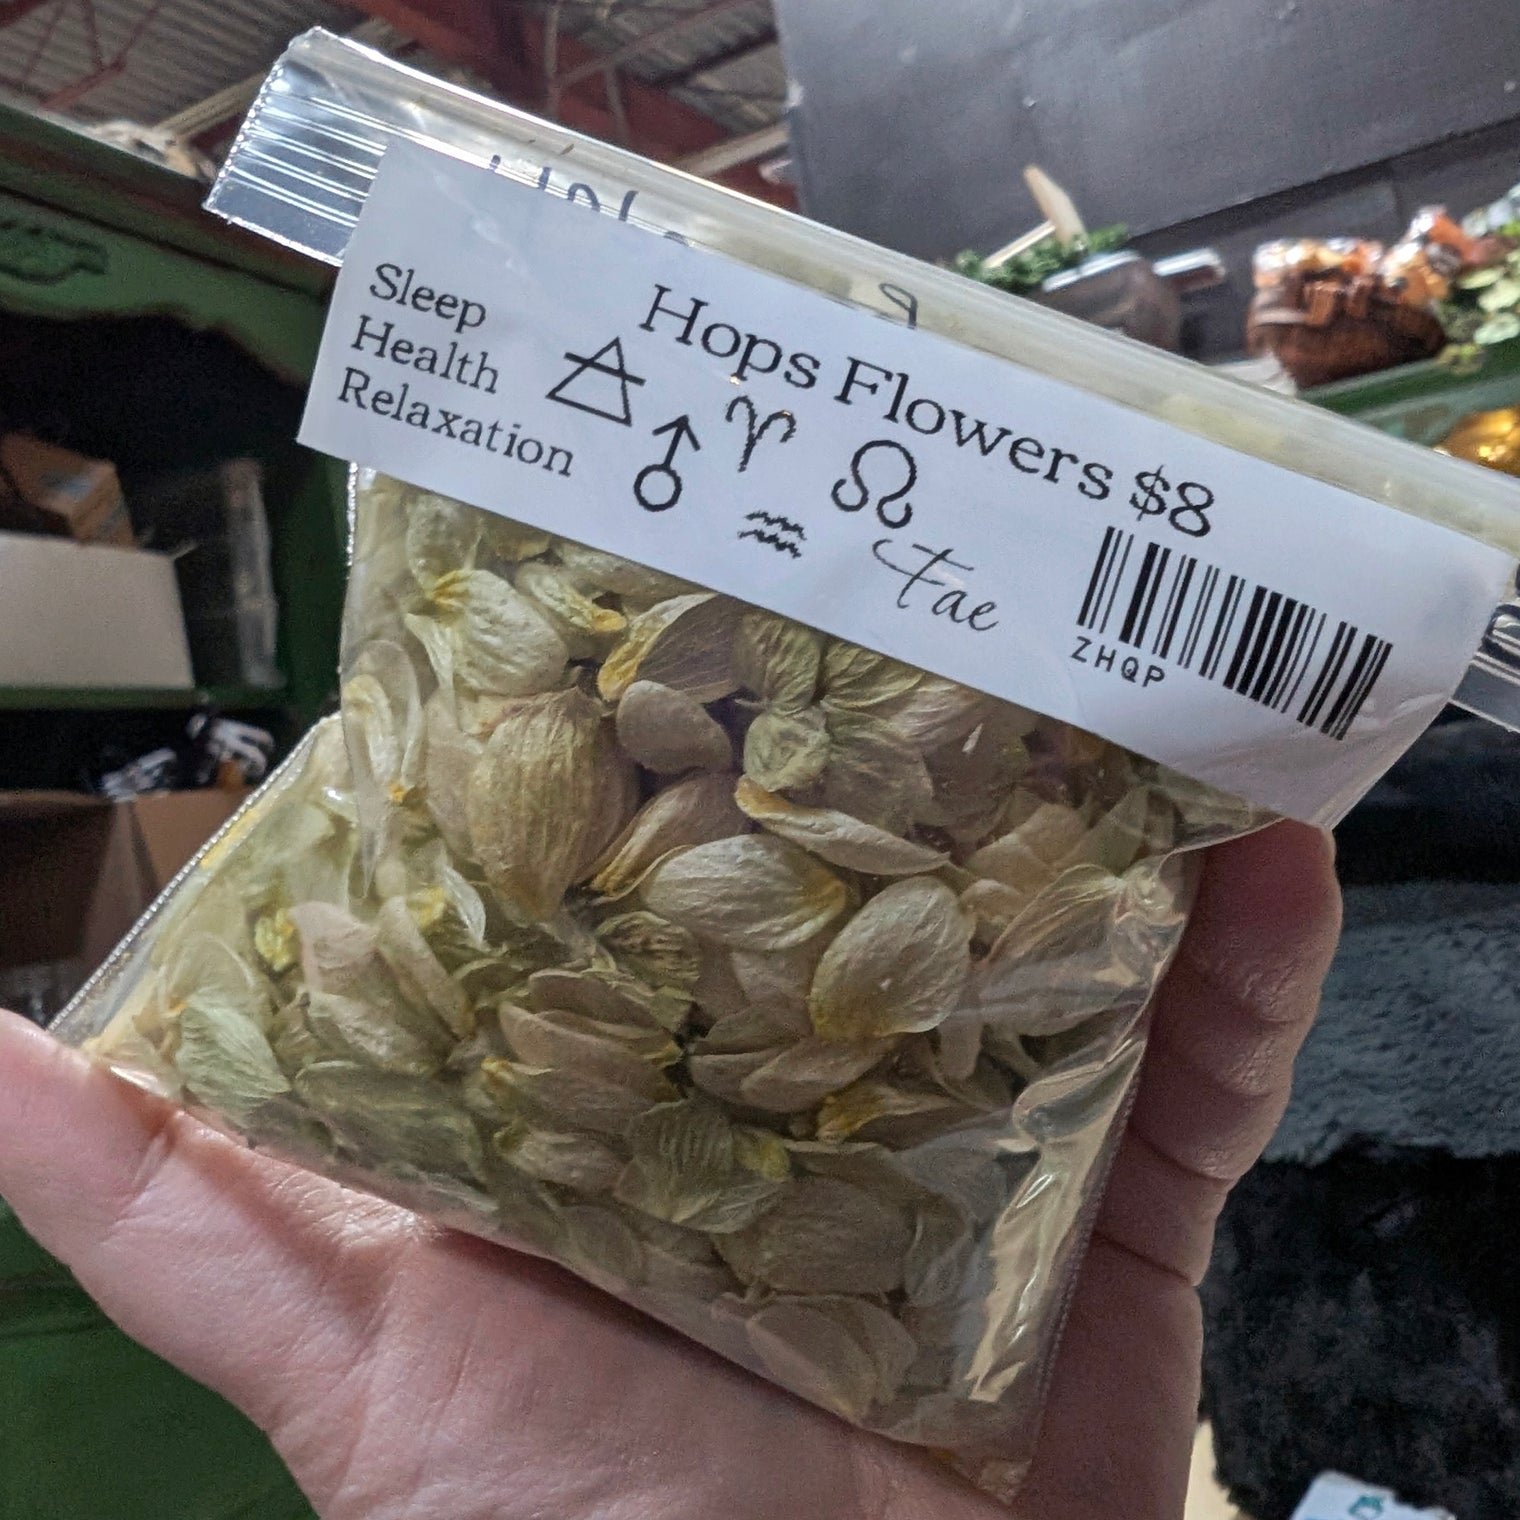 Sleep
Health
Relaxation
Hops Flowers $8
Fae
ZHQP